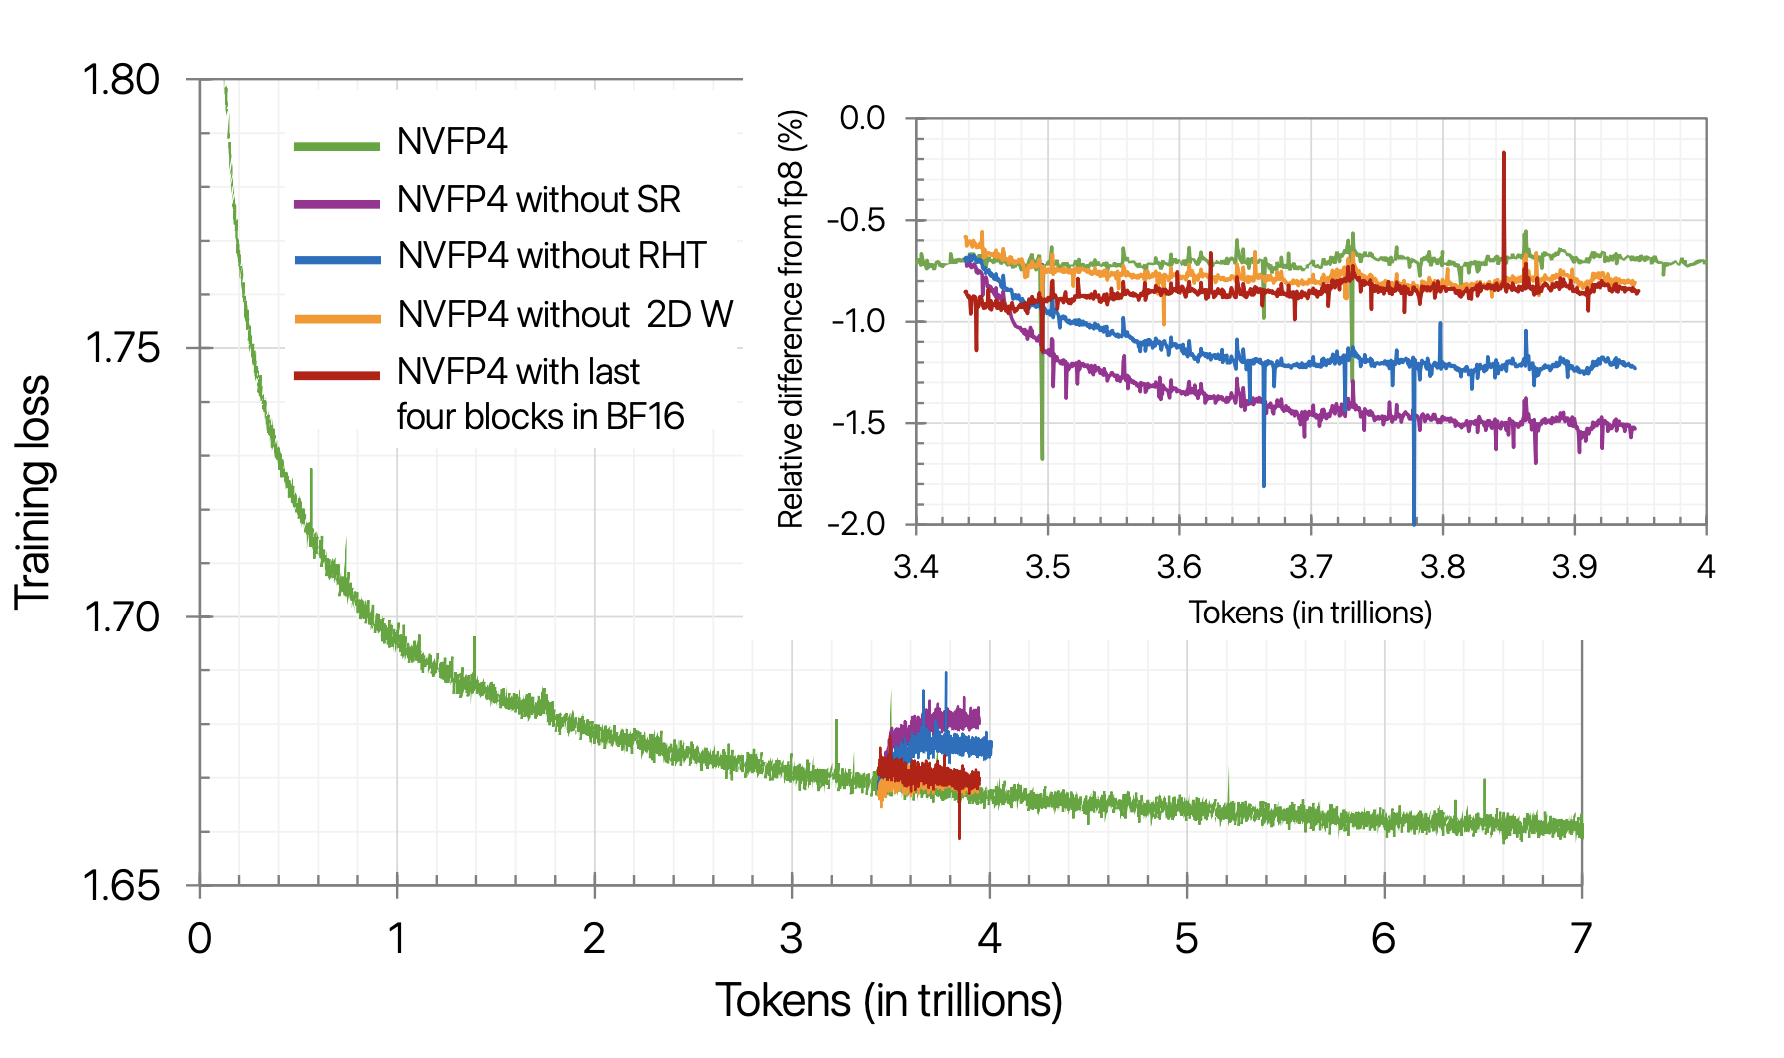 1.80
1.75
1.70
1.65
Training loss
NVFP4
NVFP4 without SR
NVFP4 without RHT
NVFP4 without  2D W
NVFP4 with last
four blocks in BF16
0
1
2
3
4
5
6
7
Tokens (in trillions)
Relative difference from fp8 (%)
0.0
-0.5
-1.0
-1.5
-2.0
3.4
3.5
3.6
3.7
3.8
3.9
4
Tokens (in trillions)